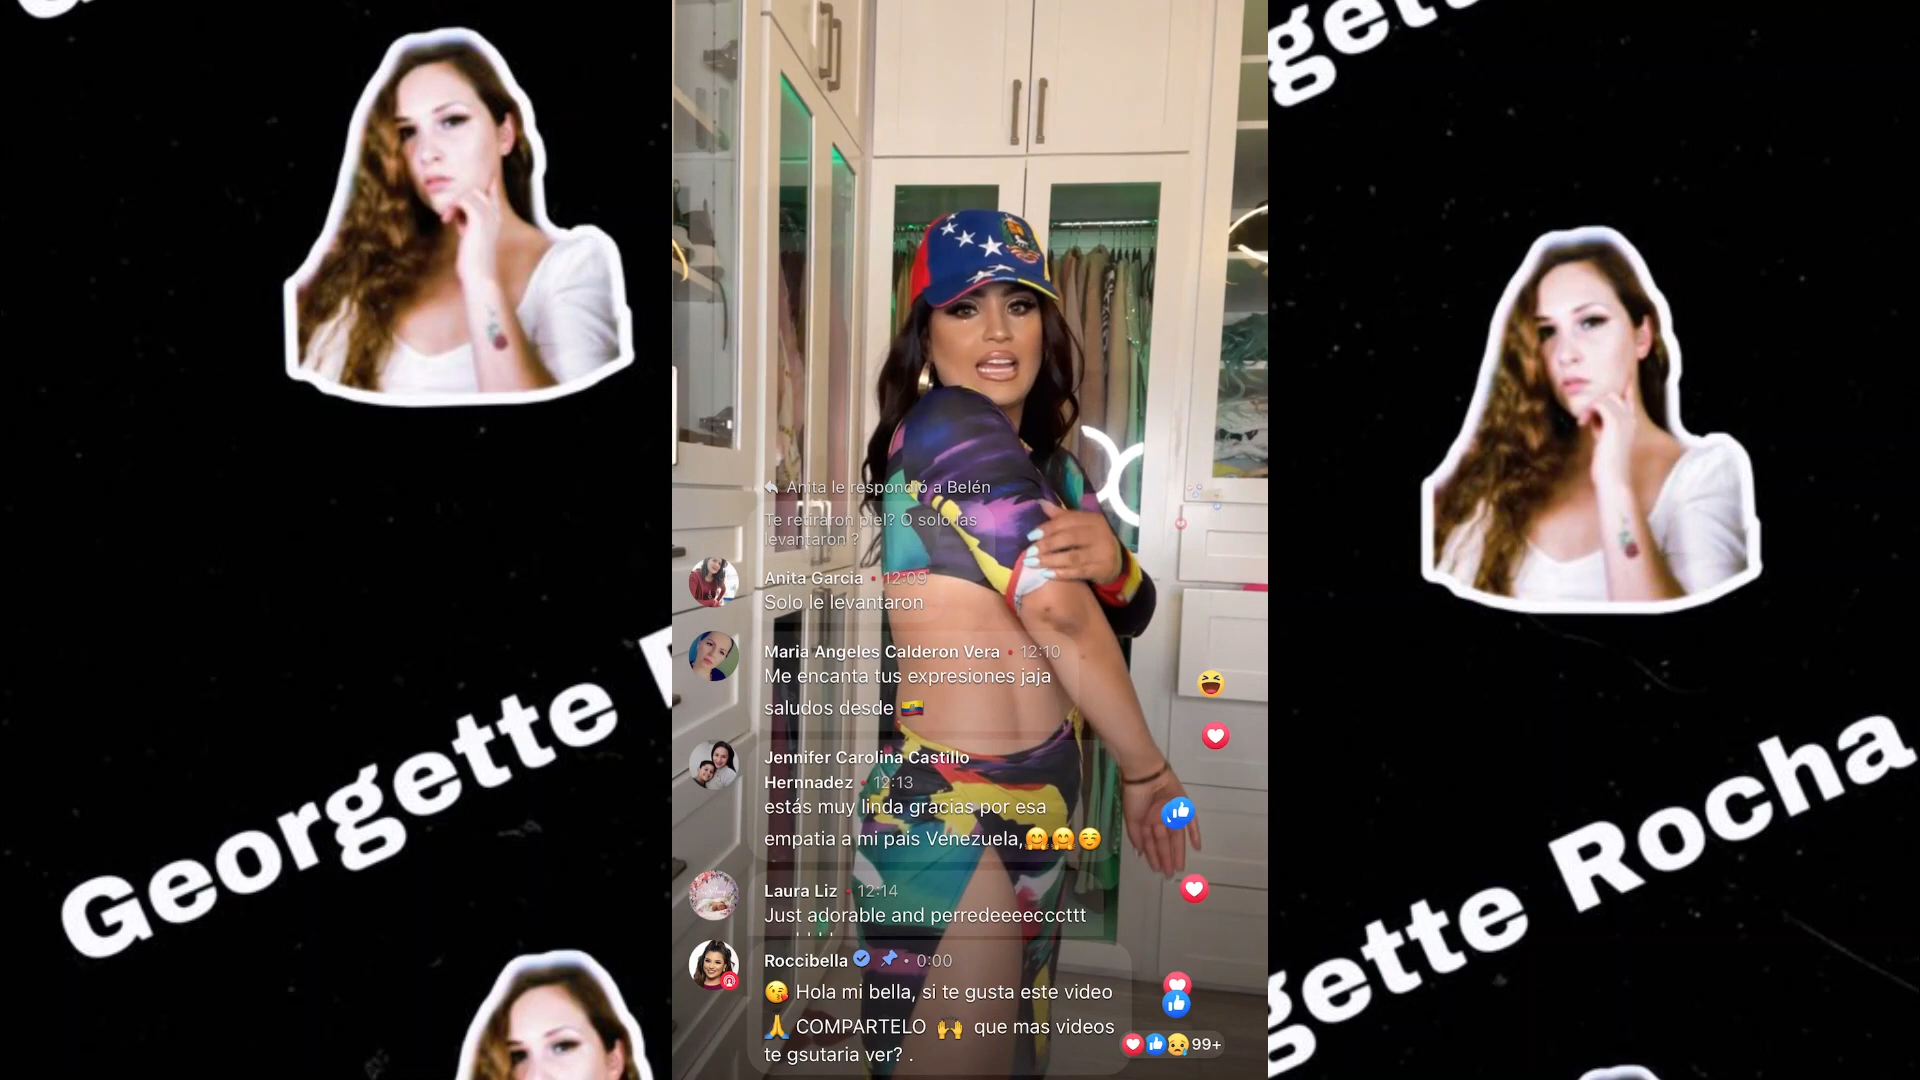 Georgette
Georgette R
Anita le respondió a Belén
Te retiraron piel? O solo las
levantaron ?
Anita Garcia • 12:09
Solo le levantaron
Maria Angeles Calderon Vera • 12:10
Me encanta tus expresiones jaja
saludos desde 🇪🇨
Jennifer Carolina Castillo
Hernnadez • 12:13
estás muy linda gracias por esa
empatia a mi pais Venezuela,🤗🤗☺️
Laura Liz • 12:14
Just adorable and perredeeeecccttt
Roccibella • 0:00
😘 Hola mi bella, si te gusta este video
🙏 COMPARTELO 🙌 que mas videos
te gsutaria ver? .
99+
gette
gette Rocha
gette